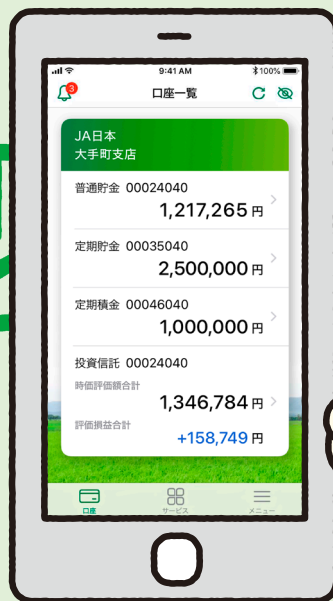 9:41 AM
100%
3
口座一覧
JA日本
大手町支店
普通貯金 00024040
1,217,265 円
定期貯金 00035040
2,500,000 円
定期積金 00046040
1,000,000 円
投資信託 00024040
時価評価額合計
1,346,784 円
評価損益合計
+158,749 円
口座
サービス
メニュー